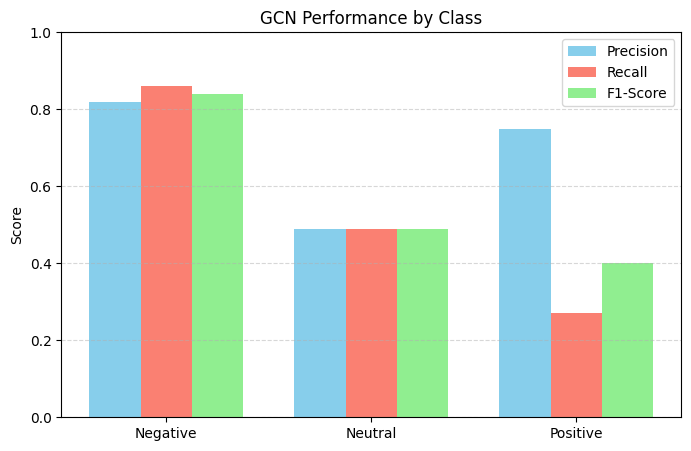 GCN Performance by Class
Precision
Recall
F1-Score
Score
1.0
0.8
0.6
0.4
0.2
0.0
Negative
Neutral
Positive